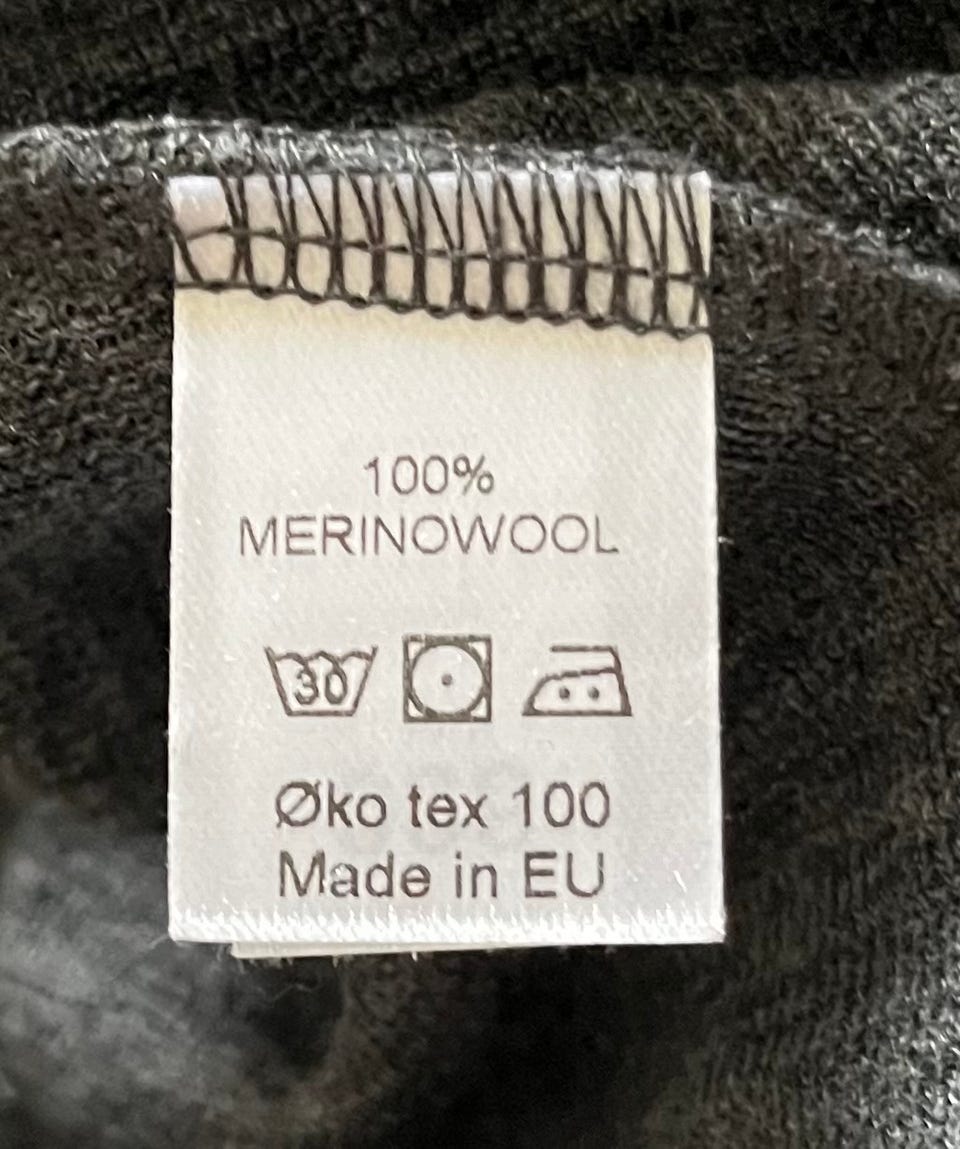 100%
MERINOWOOL
30
Øko tex 100
Made in EU